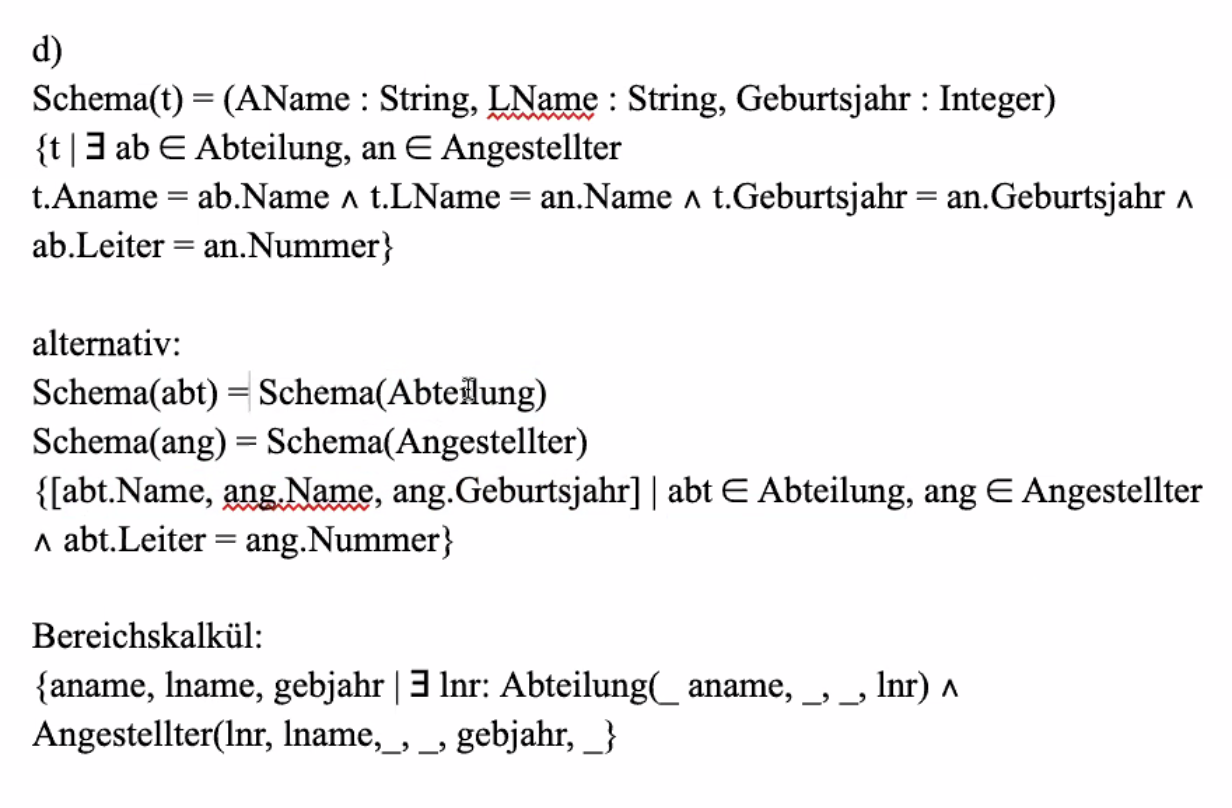 d)
Schema(t) = (AName : String, LName : String, Geburtsjahr : Integer)
{t | ∃ ab ∈ Abteilung, an ∈ Angestellter
t.Aname = ab.Name ∧ t.LName = an.Name ∧ t.Geburtsjahr = an.Geburtsjahr ∧
ab.Leiter = an.Nummer}
alternativ:
Schema(abt) = Schema(Abteilung)
Schema(ang) = Schema(Angestellter)
{[abt.Name, ang.Name, ang.Geburtsjahr] | abt ∈ Abteilung, ang ∈ Angestellter
∧ abt.Leiter = ang.Nummer}
Bereichskalkül:
{aname, lname, gebjahr | ∃ lnr: Abteilung(_ aname, _, _, lnr) ∧
Angestellter(lnr, lname,_, _, gebjahr, _}